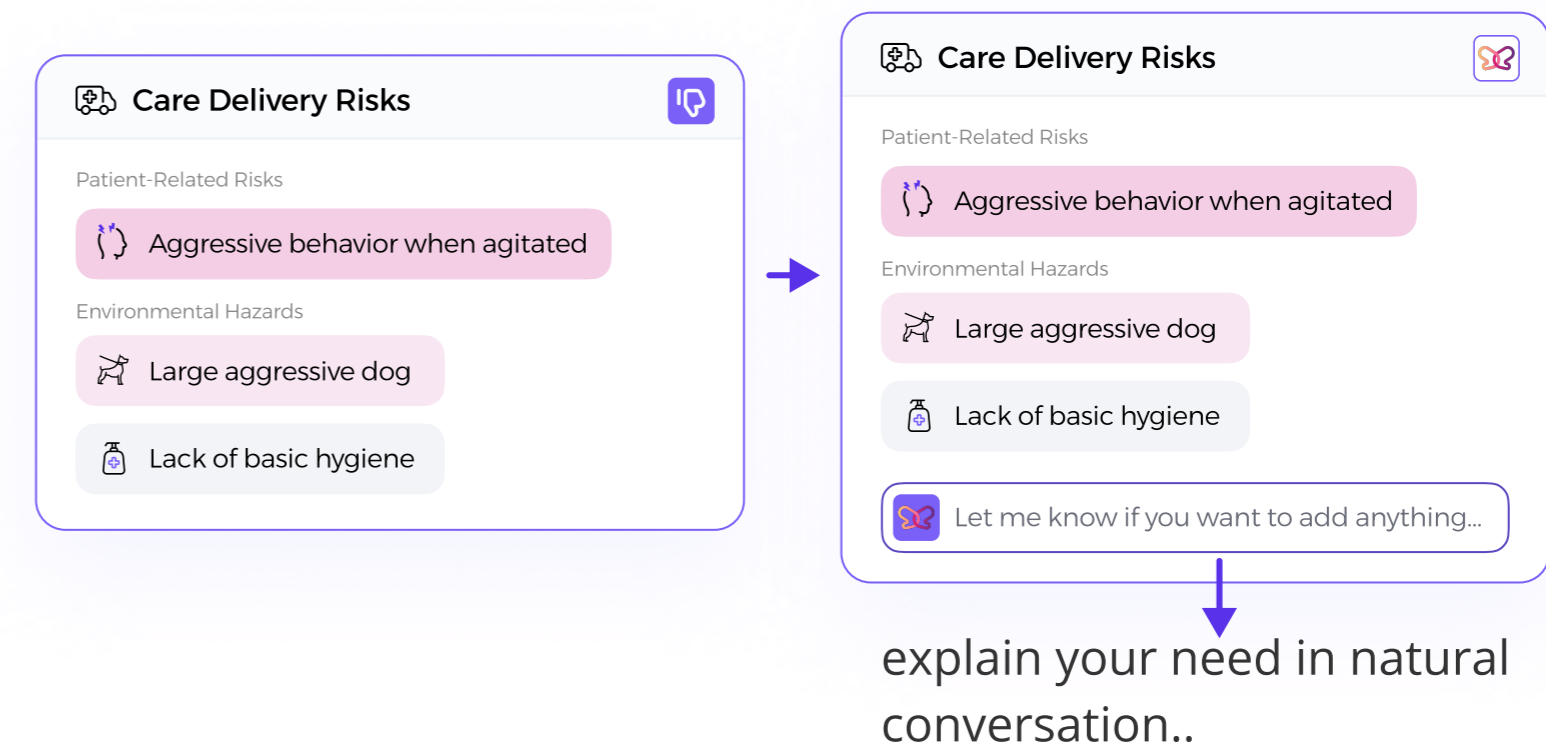 Care Delivery Risks
Patient-Related Risks
Aggressive behavior when agitated
Environmental Hazards
Large aggressive dog
Lack of basic hygiene
Care Delivery Risks
Patient-Related Risks
Aggressive behavior when agitated
Environmental Hazards
Large aggressive dog
Lack of basic hygiene
Let me know if you want to add anything...
explain your need in natural
conversation..